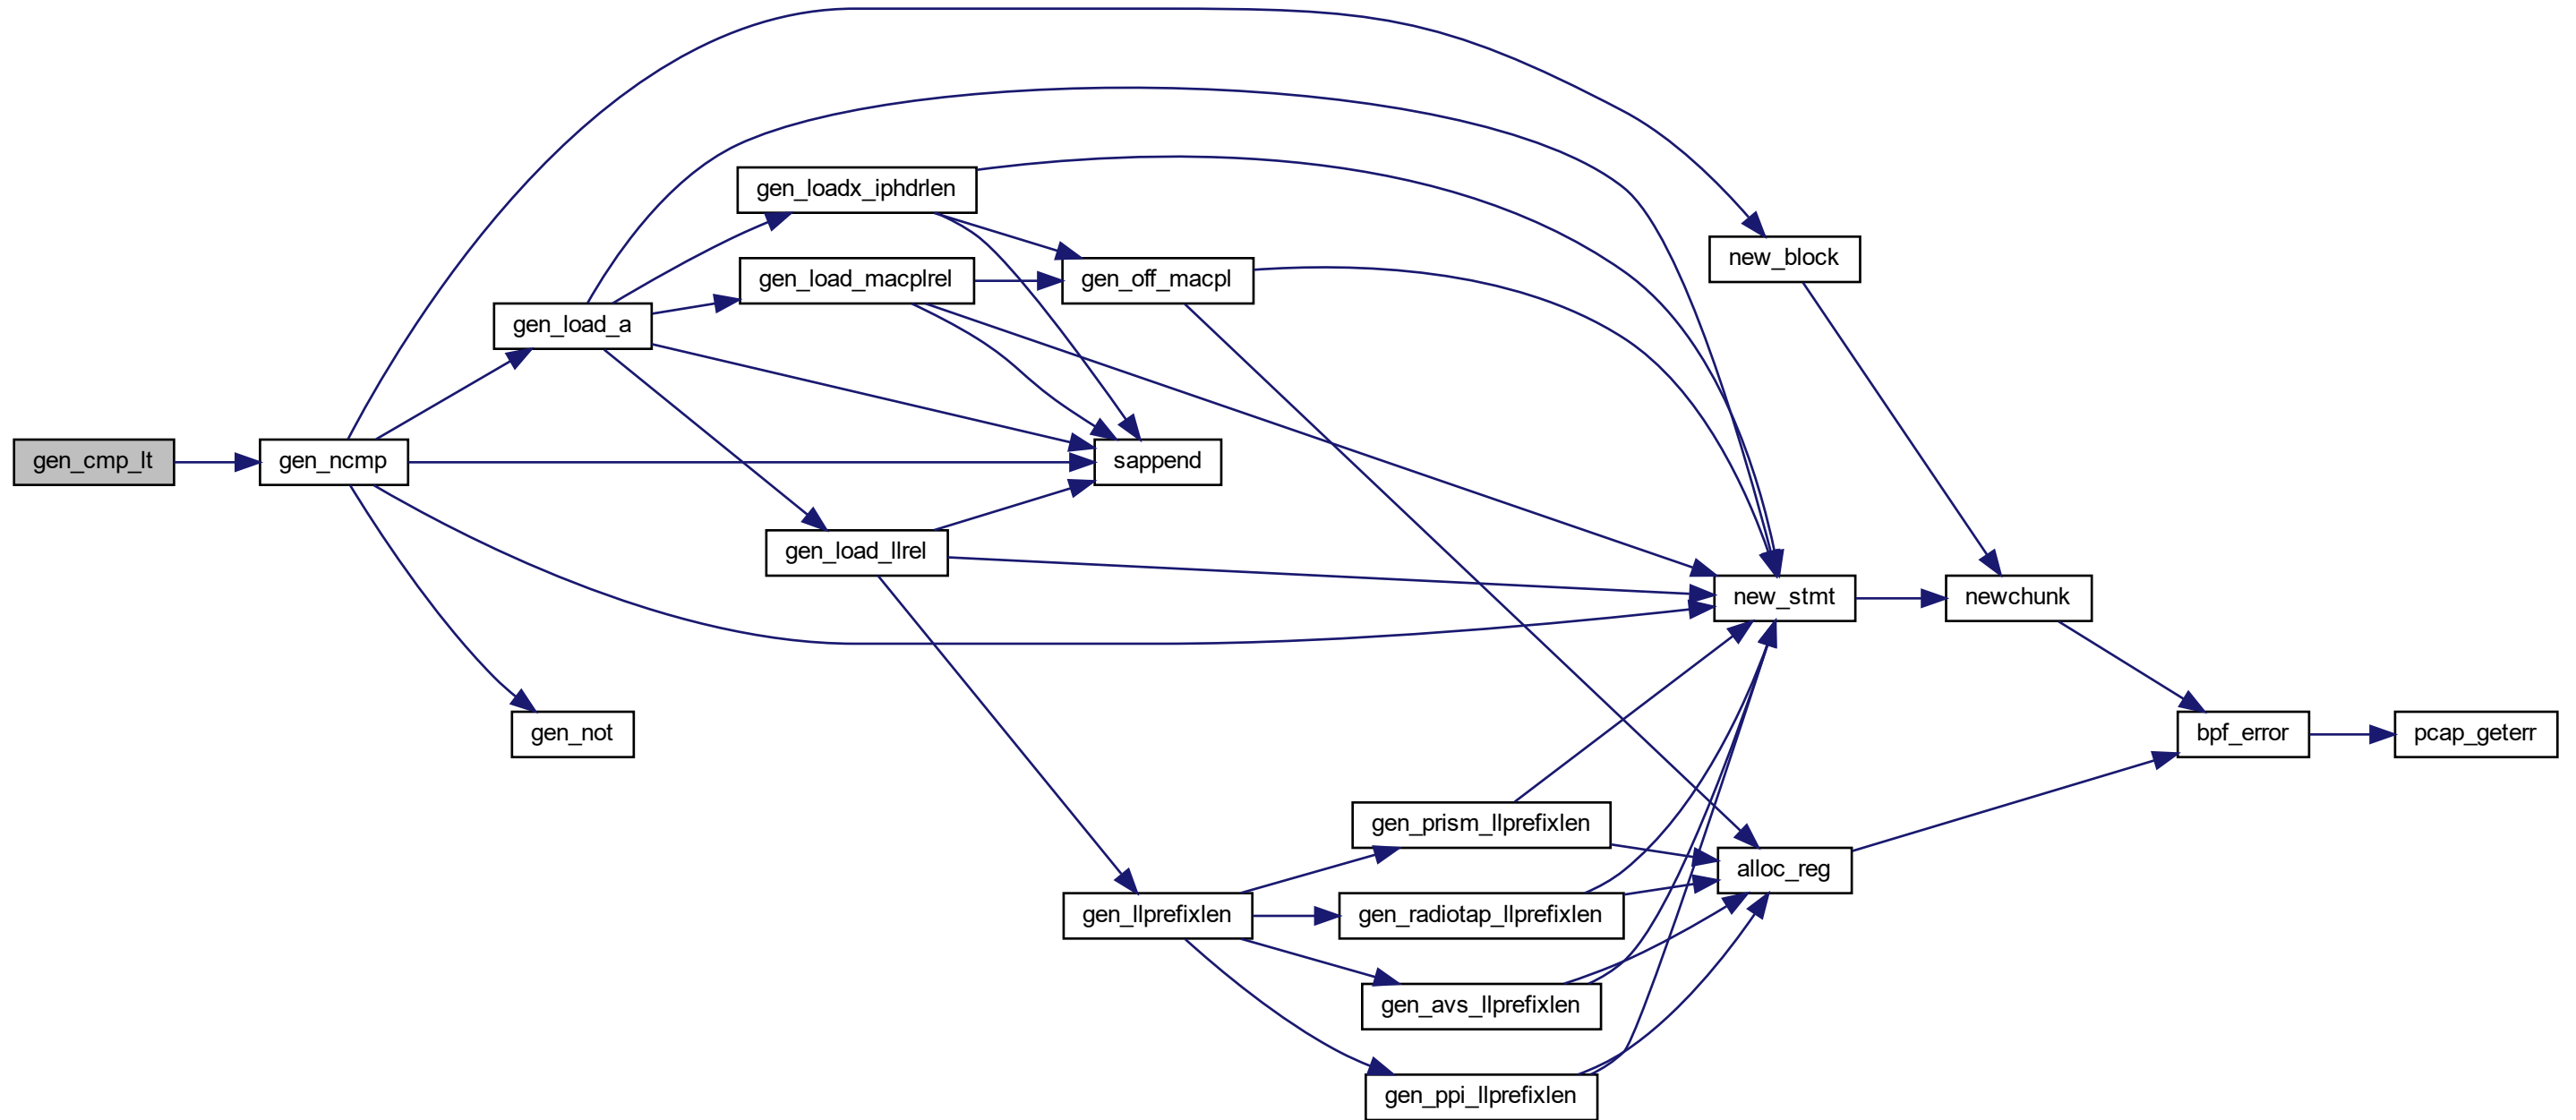 gen_loadx_iphdrlen
new_block
gen_load_macplrel
gen_off_macpl
gen_load_a
gen_cmp_lt
gen_ncmp
sappend
gen_load_llrel
new_stmt
newchunk
gen_not
bpf_error
pcap_geterr
gen_prism_llprefixlen
alloc_reg
gen_llprefixlen
gen_radiotap_llprefixlen
gen_avs_llprefixlen
gen_ppi_llprefixlen